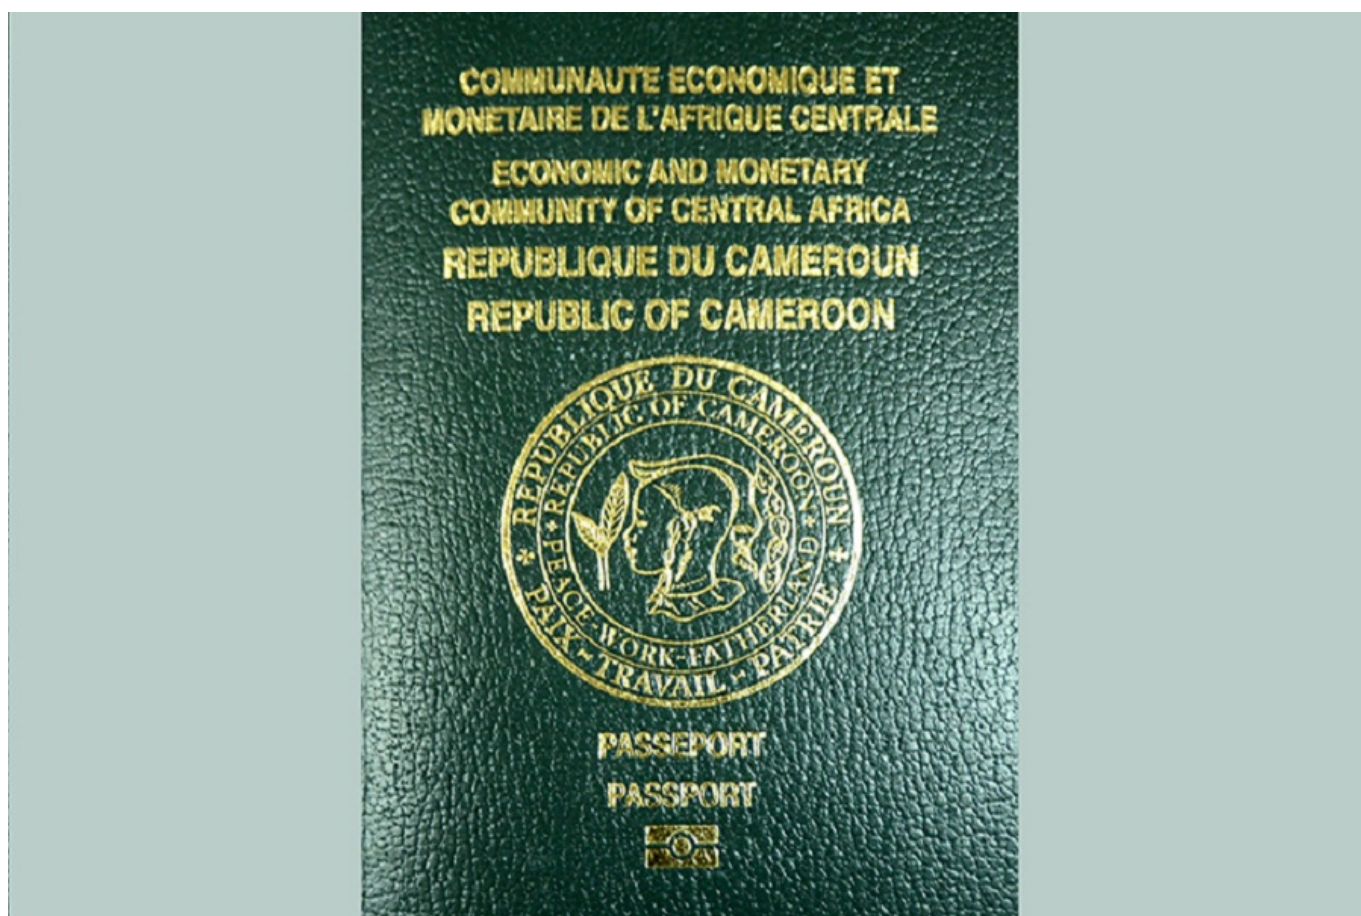 COMMUNAUTE ECONOMIQUE ET
MONETAIRE DE L'AFRIQUE CENTRALE
ECONOMIC AND MONETARY
COMMUNITY OF CENTRAL AFRICA
REPUBLIQUE DU CAMEROUN
REPUBLIC OF CAMEROON
REPUBLIQUE DU CAMEROUN
REPUBLIC OF CAMEROON
PEACE-WORK-FATHERLAND
PAIX - TRAVAIL - PATRIE
PASSEPORT
PASSPORT